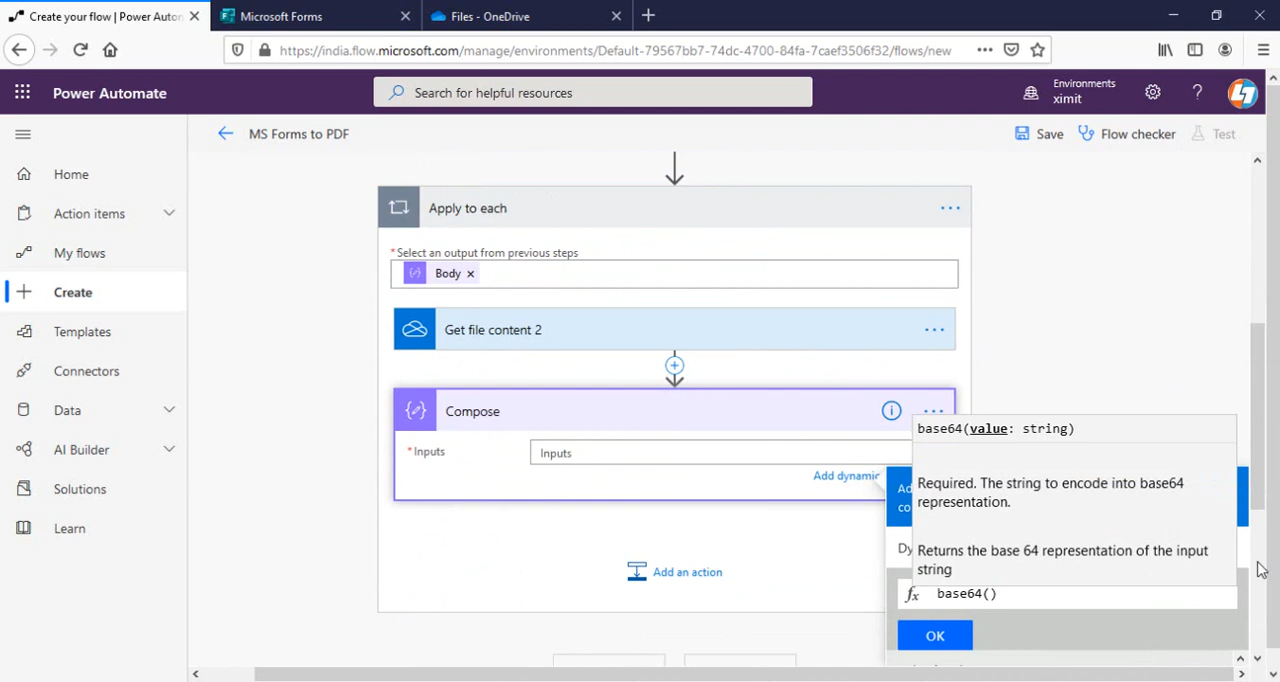 Create your flow | Power Autom
Microsoft Forms
Files - OneDrive
https://india.flow.microsoft.com/manage/environments/Default-79567bb7-74dc-4700-84fa-7caef3506f32/flows/new
Power Automate
Search for helpful resources
Environments
ximit
MS Forms to PDF
Save
Flow checker
Test
Home
Action items
My flows
Create
Templates
Connectors
Data
AI Builder
Solutions
Learn
Apply to each
*Select an output from previous steps
Body
Get file content 2
Compose
*Inputs
Inputs
Add dynamic
base64(value: string)
Required. The string to encode into base64
representation.
Returns the base 64 representation of the input
string
Ad
co
Dy
fx base64()
OK
Add an action